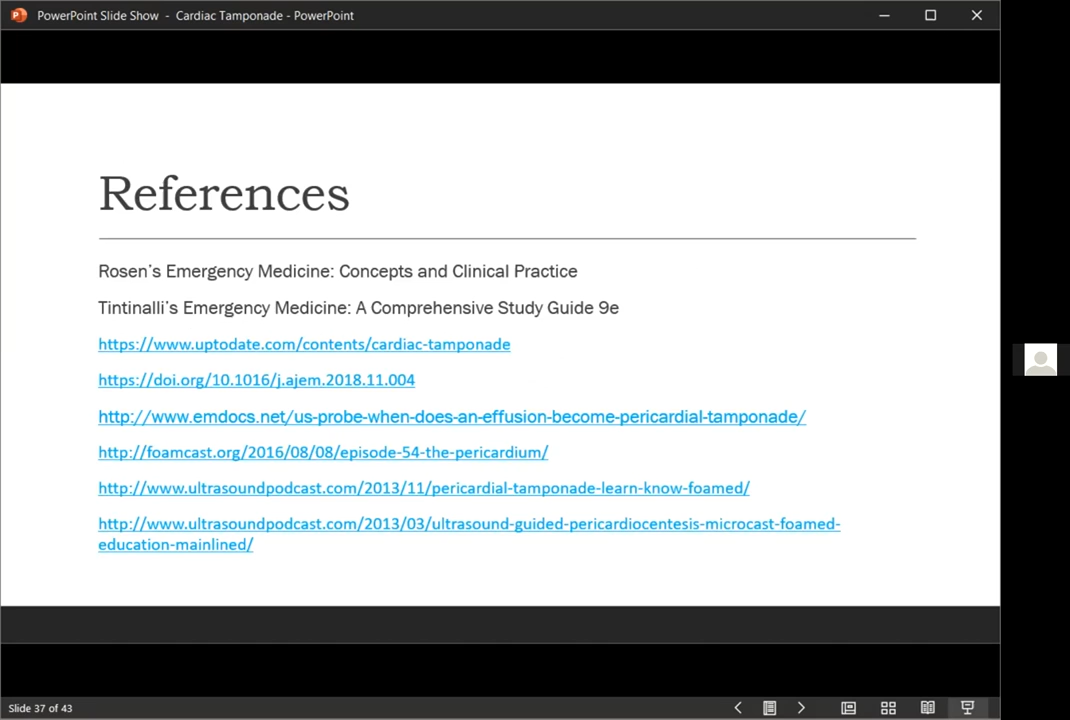 PowerPoint Slide Show - Cardiac Tamponade - PowerPoint
References
Rosen's Emergency Medicine: Concepts and Clinical Practice
Tintinalli's Emergency Medicine: A Comprehensive Study Guide 9e
https://www.uptodate.com/contents/cardiac-tamponade
https://doi.org/10.1016/j.ajem.2018.11.004
http://www.emdocs.net/us-probe-when-does-an-effusion-become-pericardial-tamponade/
http://foamcast.org/2016/08/08/episode-54-the-pericardium/
http://www.ultrasoundpodcast.com/2013/11/pericardial-tamponade-learn-know-foamed/
http://www.ultrasoundpodcast.com/2013/03/ultrasound-guided-pericardiocentesis-microcast-foamed-
education-mainlined/
Slide 37 of 43